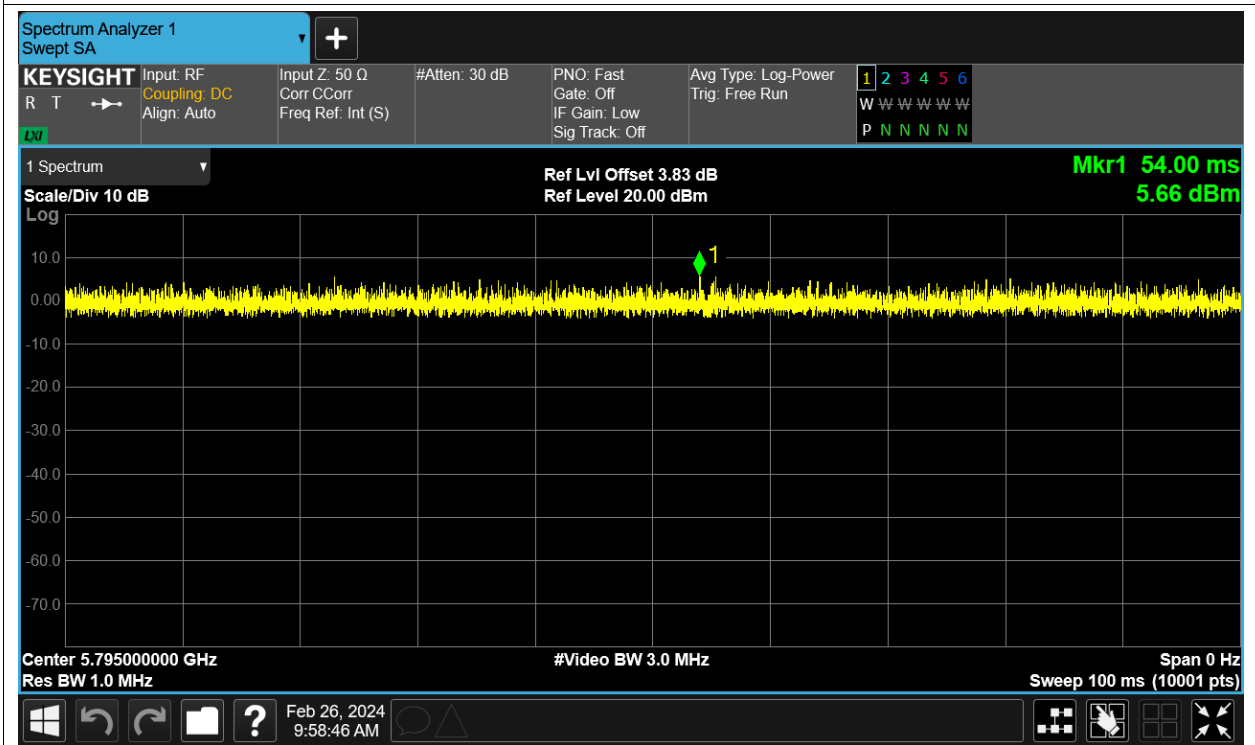 Spectrum Analyzer 1
Swept SA
KEYSIGHT
R T
LXI
Input: RF
Coupling: DC
Align: Auto
Input Z: 50 Ω
Corr CCorr
Freq Ref: Int (S)
#Atten: 30 dB
PNO: Fast
Gate: Off
IF Gain: Low
Sig Track: Off
Avg Type: Log-Power
Trig: Free Run
1 2 3 4 5 6
W W W W W W
P N N N N N
1 Spectrum
Scale/Div 10 dB
Ref Lvl Offset 3.83 dB
Ref Level 20.00 dBm
Mkr1 54.00 ms
5.66 dBm
Log
10.0
0.00
-10.0
-20.0
-30.0
-40.0
-50.0
-60.0
-70.0
1
Center 5.795000000 GHz
Res BW 1.0 MHz
#Video BW 3.0 MHz
Span 0 Hz
Sweep 100 ms (10001 pts)
?
Feb 26, 2024
9:58:46 AM